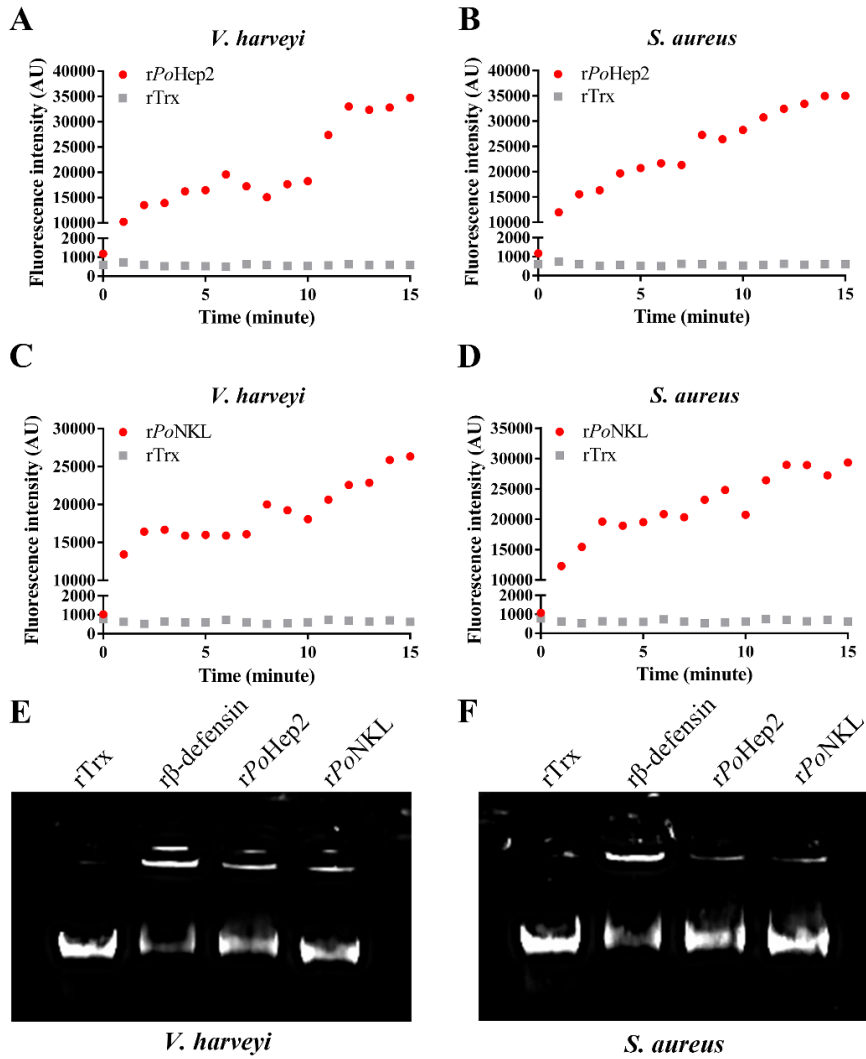 A
V. harveyi
Fluorescence intensity (AU)
40000
35000
30000
25000
20000
15000
10000
2000
1000
0
rPoHep2
rTrx
0 5 10 15
Time (minute)
B
S. aureus
Fluorescence intensity (AU)
40000
35000
30000
25000
20000
15000
10000
2000
1000
0
rPoHep2
rTrx
0 5 10 15
Time (minute)
C
V. harveyi
Fluorescence intensity (AU)
30000
25000
20000
15000
10000
2000
1000
0
rPoNKL
rTrx
0 5 10 15
Time (minute)
D
S. aureus
Fluorescence intensity (AU)
35000
30000
25000
20000
15000
10000
2000
1000
0
rPoNKL
rTrx
0 5 10 15
Time (minute)
E
rTrx
rβ-defensin
rPoHep2
rPoNKL
V. harveyi
F
rTrx
rβ-defensin
rPoHep2
rPoNKL
S. aureus